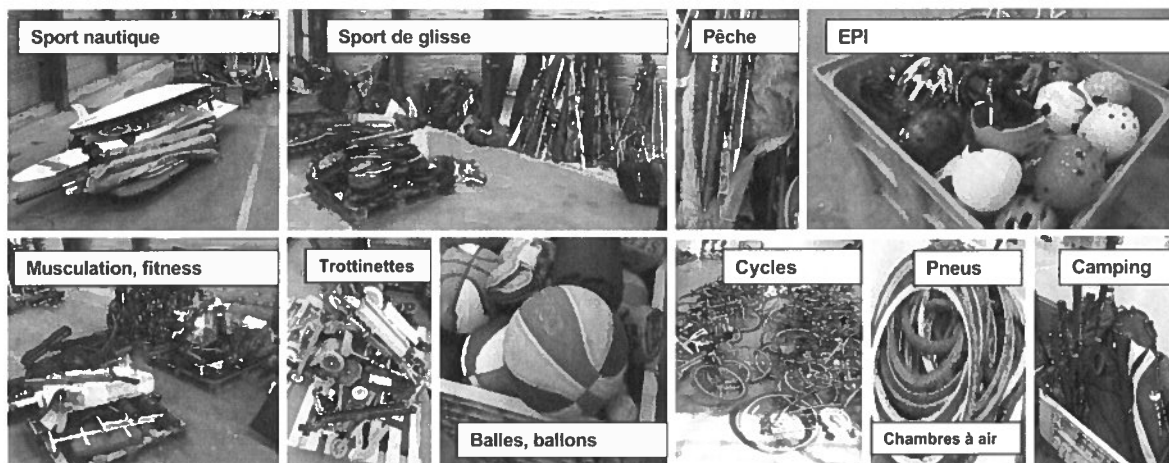 Sport nautique
Sport de glisse
Pêche
EPI
Musculation, fitness
Trottinettes
Balles, ballons
Cycles
Pneus
Chambres à air
Camping